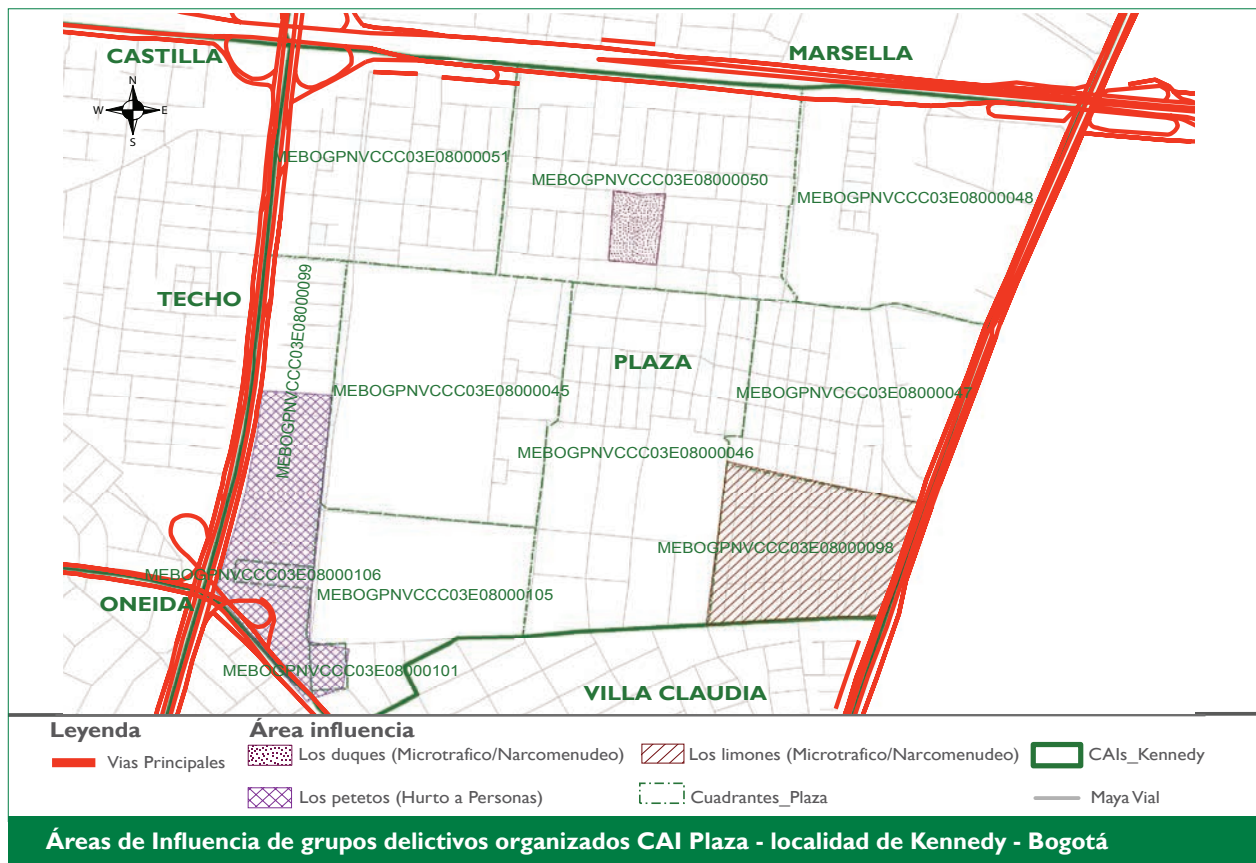 CASTILLA
MARSELLA
N
W E
S
MEBOGPNVCCC03E08000051
MEBOGPNVCCC03E08000050
MEBOGPNVCCC03E08000048
TECHO
MEBOGPNVCCC03E08000099
PLAZA
MEBOGPNVCCC03E08000045
MEBOGPNVCCC03E08000047
MEBOGPNVCCC03E08000046
MEBOGPNVCCC03E08000098
MEBOGPNVCCC03E08000106
ONEIDA
MEBOGPNVCCC03E08000105
MEBOGPNVCCC03E08000101
VILLA CLAUDIA
Leyenda
Área influencia
Vias Principales
Los duques (Microtrafico/Narcomenudeo)
Los limones (Microtrafico/Narcomenudeo)
CAIs_Kennedy
Los petetos (Hurto a Personas)
Cuadrantes_Plaza
Maya Vial
Áreas de Influencia de grupos delictivos organizados CAI Plaza - localidad de Kennedy - Bogotá